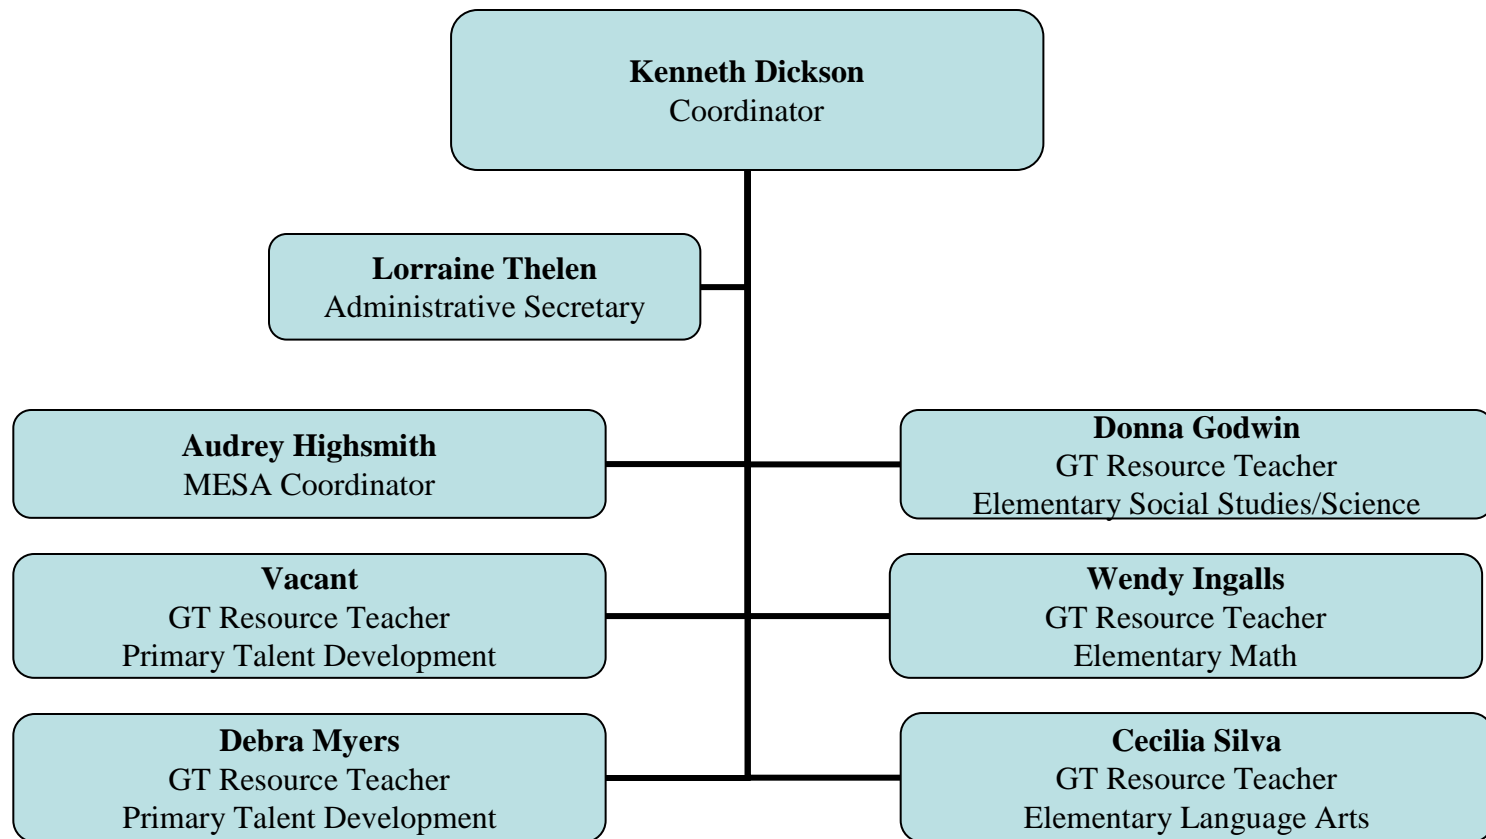 Kenneth Dickson
Coordinator
Lorraine Thelen
Administrative Secretary
Audrey Highsmith
MESA Coordinator
Donna Godwin
GT Resource Teacher
Elementary Social Studies/Science
Vacant
GT Resource Teacher
Primary Talent Development
Wendy Ingalls
GT Resource Teacher
Elementary Math
Debra Myers
GT Resource Teacher
Primary Talent Development
Cecilia Silva
GT Resource Teacher
Elementary Language Arts